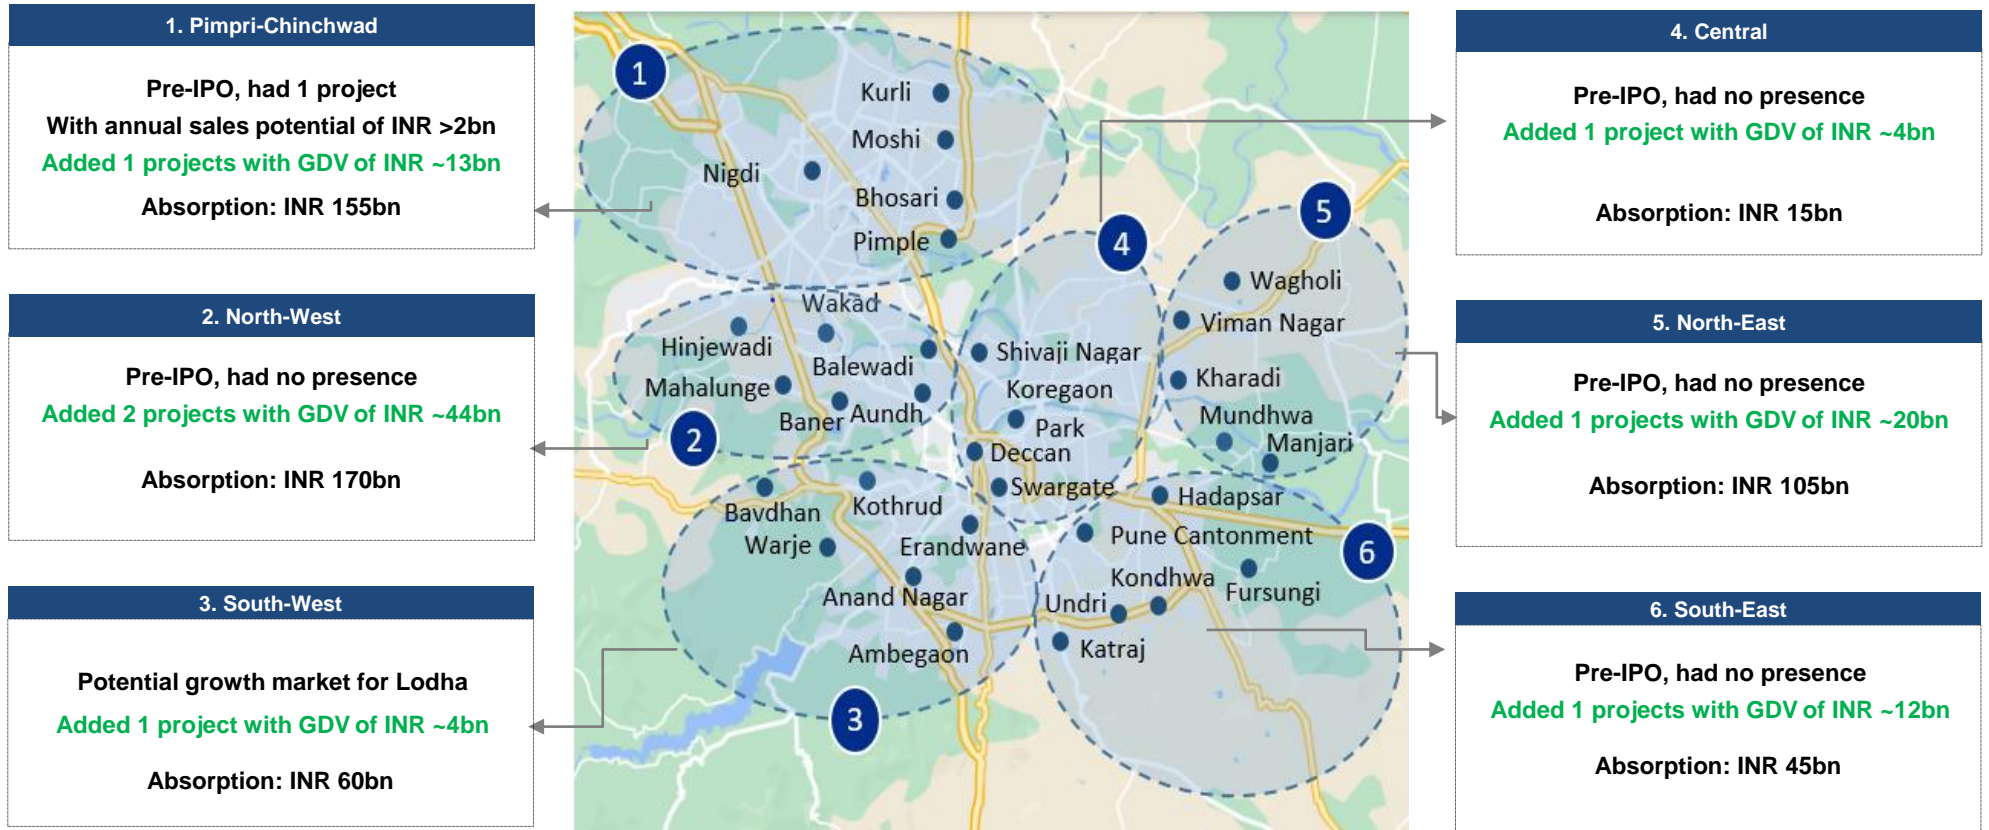 1. Pimpri-Chinchwad
Pre-IPO, had 1 project
With annual sales potential of INR >2bn
Added 1 projects with GDV of INR ~13bn
Absorption: INR 155bn
2. North-West
Pre-IPO, had no presence
Added 2 projects with GDV of INR ~44bn
Absorption: INR 170bn
3. South-West
Potential growth market for Lodha
Added 1 project with GDV of INR ~4bn
Absorption: INR 60bn
1
Kurli
Moshi
Nigdi
Bhosari
Pimple
Wakad
Hinjewadi
Balewadi
Mahalunge
Baner
Aundh
2
4
Shivaji Nagar
Koregaon
Park
Deccan
Swargate
5
Wagholi
Viman Nagar
Kharadi
Mundhwa
Manjari
Bavdhan
Kothrud
Warje
Erandwane
Anand Nagar
Ambegaon
3
Hadapsar
Pune Cantonment
6
Kondhwa
Fursungi
Undri
Katraj
4. Central
Pre-IPO, had no presence
Added 1 project with GDV of INR ~4bn
Absorption: INR 15bn
5. North-East
Pre-IPO, had no presence
Added 1 projects with GDV of INR ~20bn
Absorption: INR 105bn
6. South-East
Pre-IPO, had no presence
Added 1 projects with GDV of INR ~12bn
Absorption: INR 45bn